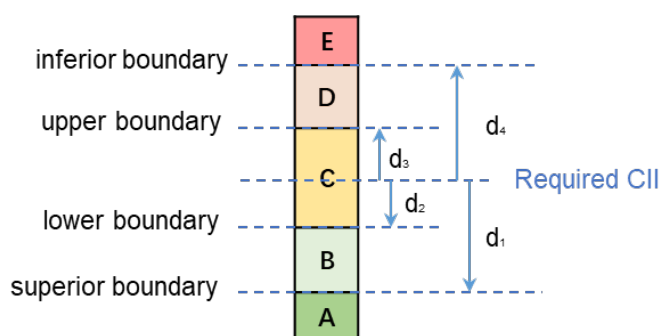 E
inferior boundary
D
upper boundary
d₄
d₃
C
Required CII
d₂
lower boundary
d₁
B
superior boundary
A